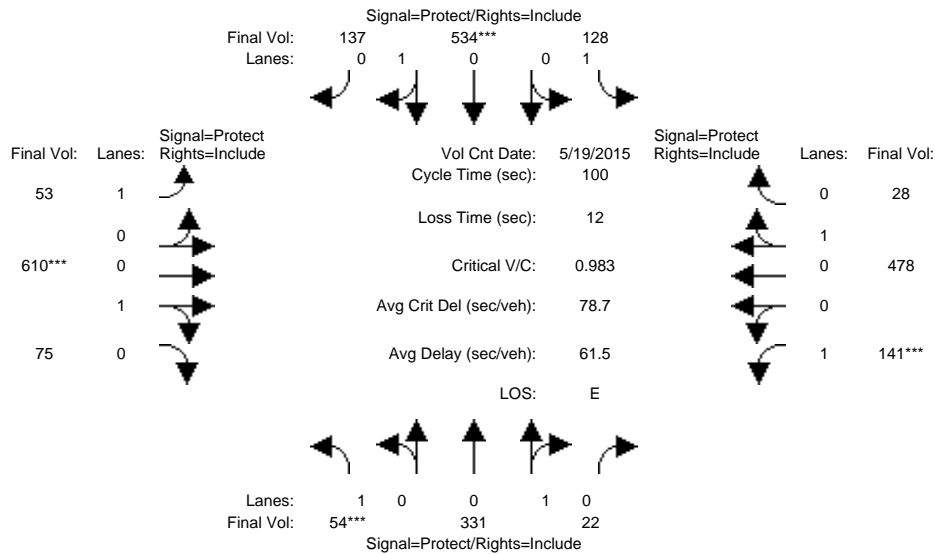 Signal=Protect/Rights=Include
Final Vol: 137 534*** 128
Lanes: 0 1 0 0 1
Signal=Protect
Final Vol: Lanes: Rights=Include
Vol Cnt Date: 5/19/2015
Signal=Protect
Rights=Include Lanes: Final Vol:
Cycle Time (sec): 100
53 1
0 28
Loss Time (sec): 12
0
1
610*** 0
Critical V/C: 0.983
0 478
1
Avg Crit Del (sec/veh): 78.7
0
75 0
Avg Delay (sec/veh): 61.5
1 141***
LOS: E
Lanes: 1 0 0 1 0
Final Vol: 54*** 331 22
Signal=Protect/Rights=Include